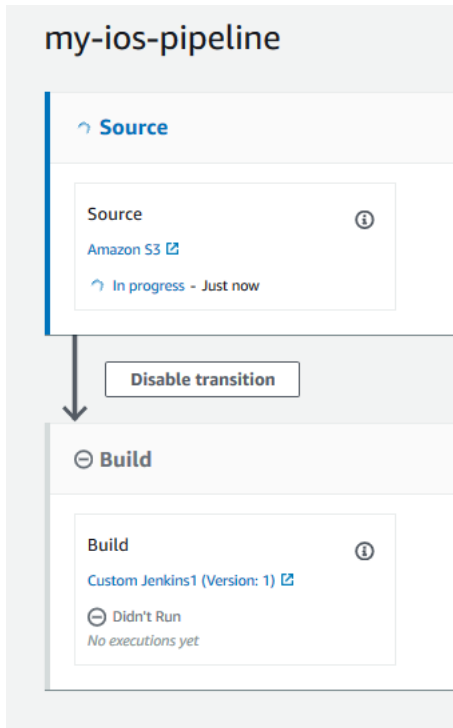 my-ios-pipeline
Source
Source
Amazon S3
In progress - Just now
Disable transition
Build
Build
Custom Jenkins1 (Version: 1)
Didn't Run
No executions yet